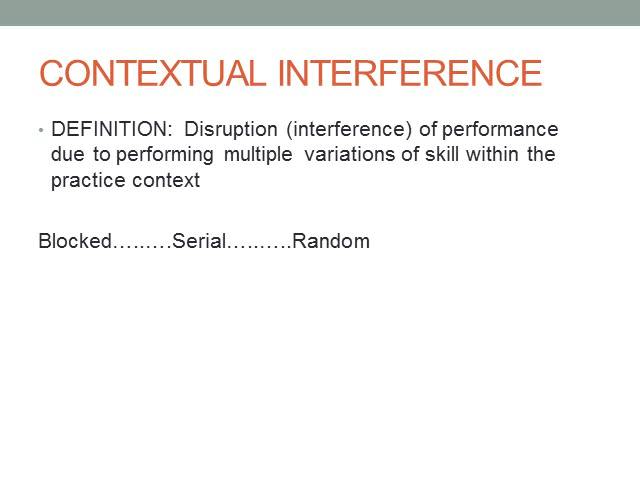 CONTEXTUAL INTERFERENCE
• DEFINITION: Disruption (interference) of performance
due to performing multiple variations of skill within the
practice context
Blocked…..…Serial…..….Random